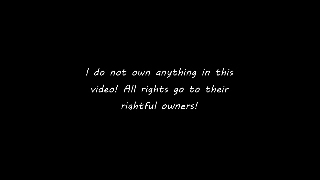 I do not own anything in this
video! All rights go to their
rightful owners!